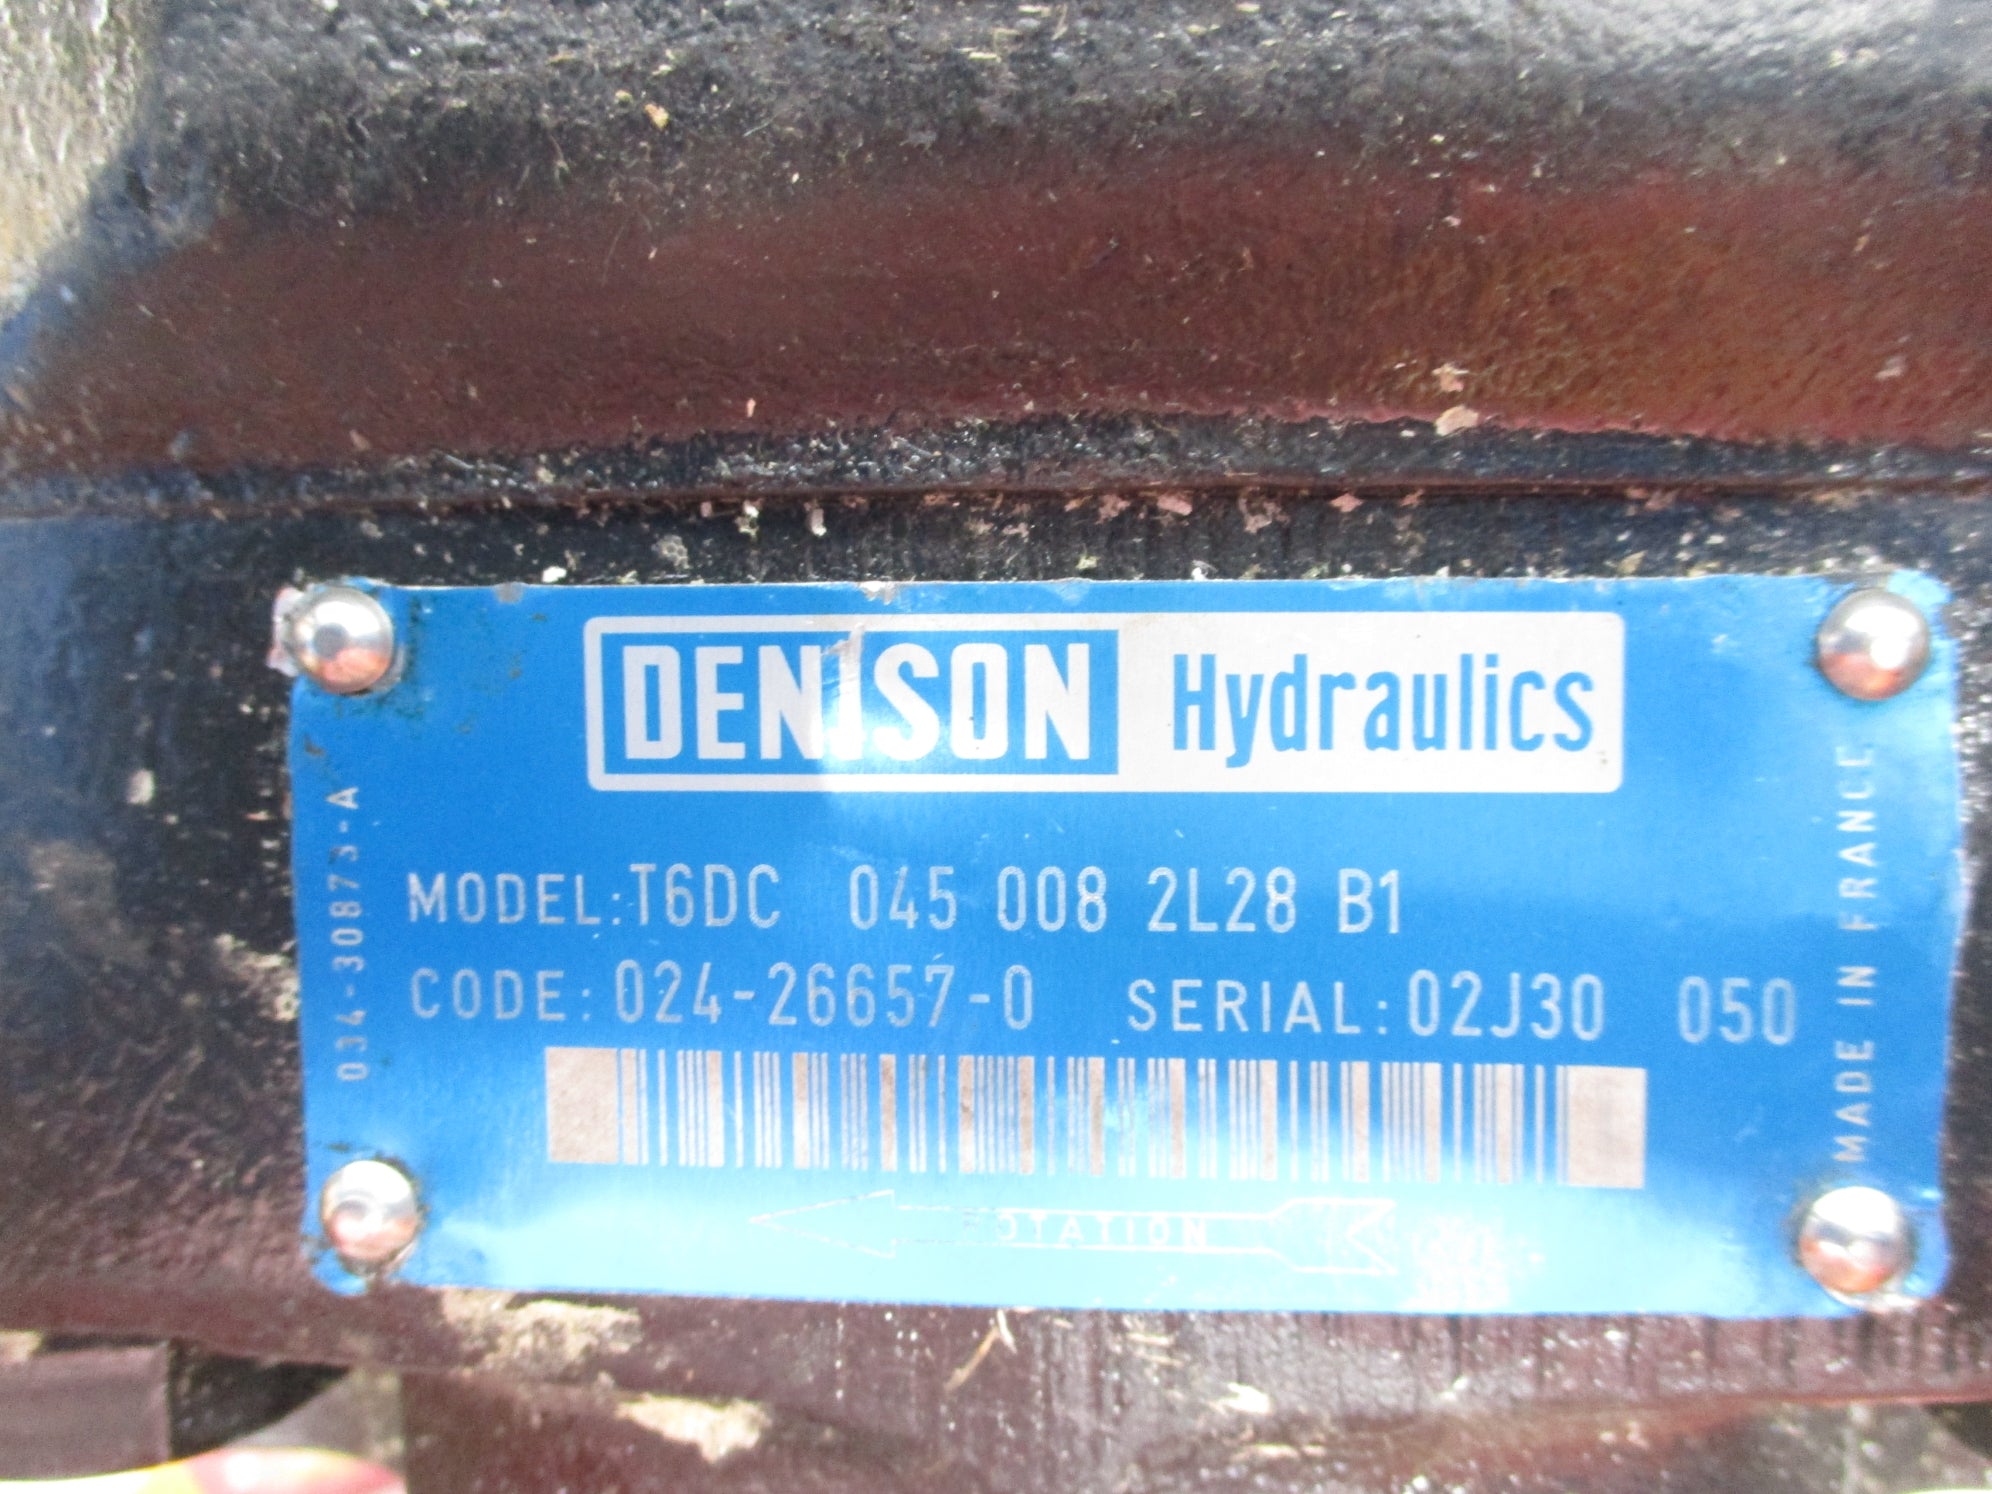 DENISON Hydraulics
MODEL: T6DC 045 008 2L28 B1
CODE: 024-26657-0 SERIAL: 02J30 050
ROTATION
034-30873-A
MADE IN FRANCE